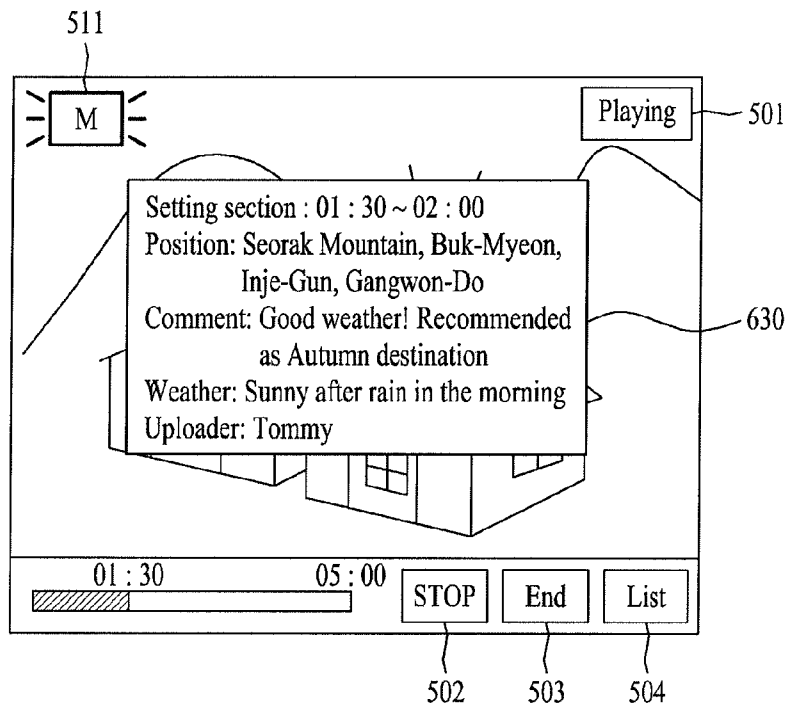 511
M
Playing
501
Setting section : 01 : 30 ~ 02 : 00
Position: Seorak Mountain, Buk-Myeon,
Inje-Gun, Gangwon-Do
Comment: Good weather! Recommended
as Autumn destination
Weather: Sunny after rain in the morning
Uploader: Tommy
630
01 : 30
05 : 00
STOP
End
List
502
503
504